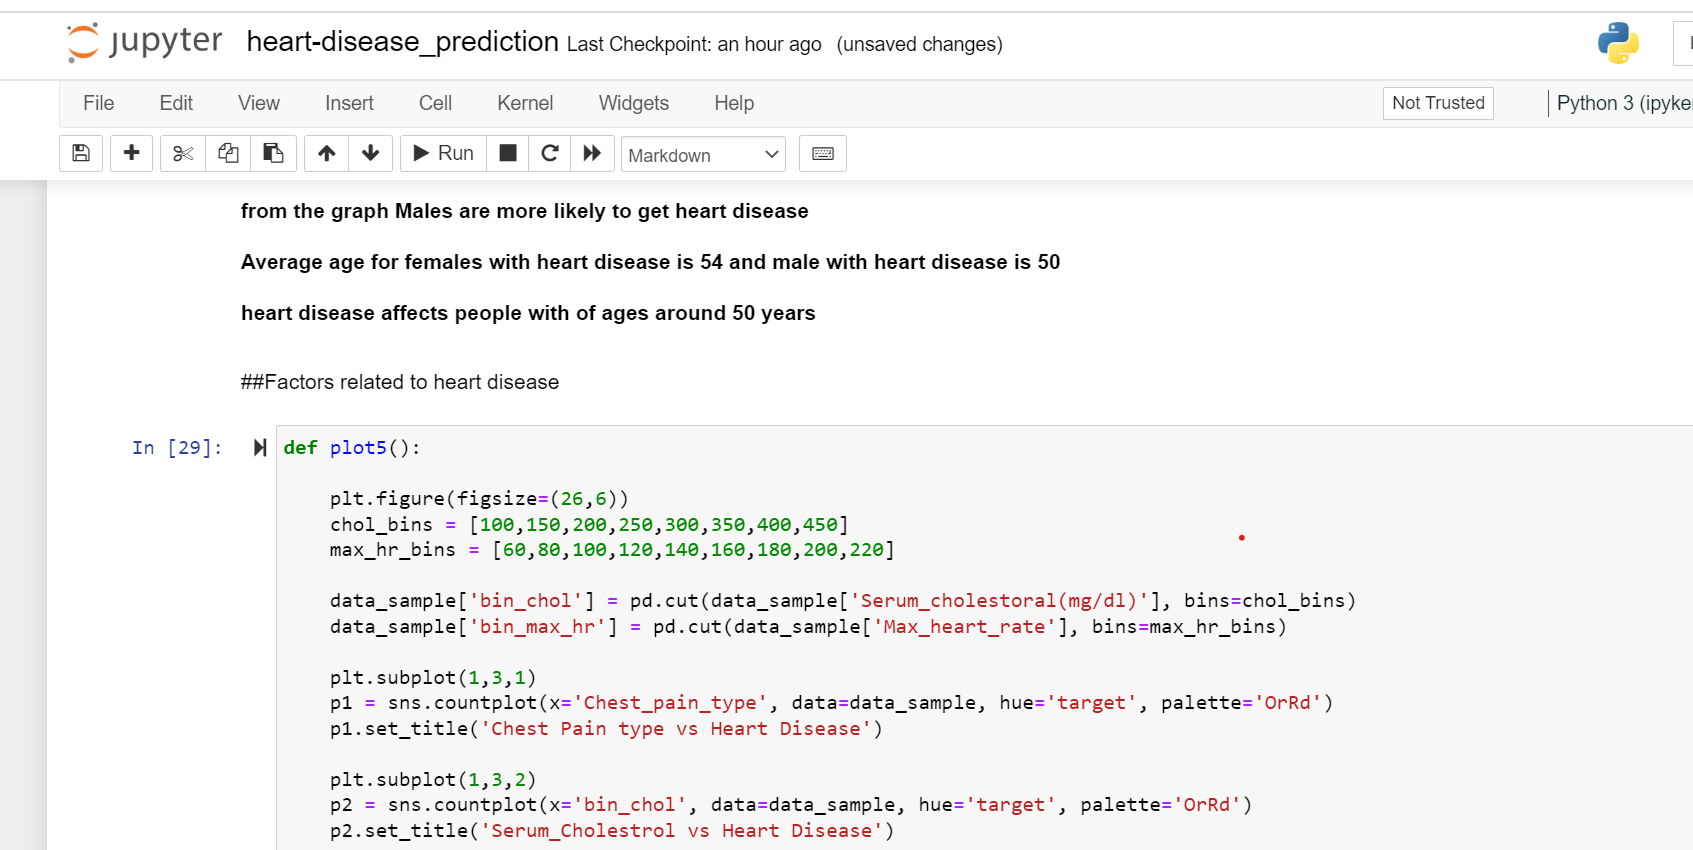 jupyter heart-disease_prediction Last Checkpoint: an hour ago (unsaved changes)
File Edit View Insert Cell Kernel Widgets Help Not Trusted Python 3 (ipyke
Run Markdown
from the graph Males are more likely to get heart disease
Average age for females with heart disease is 54 and male with heart disease is 50
heart disease affects people with of ages around 50 years
##Factors related to heart disease
In [29]: def plot5():
plt.figure(figsize=(26,6))
chol_bins = [100,150,200,250,300,350,400,450]
max_hr_bins = [60,80,100,120,140,160,180,200,220]
data_sample['bin_chol'] = pd.cut(data_sample['Serum_cholestoral(mg/dl)'], bins=chol_bins)
data_sample['bin_max_hr'] = pd.cut(data_sample['Max_heart_rate'], bins=max_hr_bins)
plt.subplot(1,3,1)
p1 = sns.countplot(x='Chest_pain_type', data=data_sample, hue='target', palette='OrRd')
p1.set_title('Chest Pain type vs Heart Disease')
plt.subplot(1,3,2)
p2 = sns.countplot(x='bin_chol', data=data_sample, hue='target', palette='OrRd')
p2.set_title('Serum_Cholestrol vs Heart Disease')